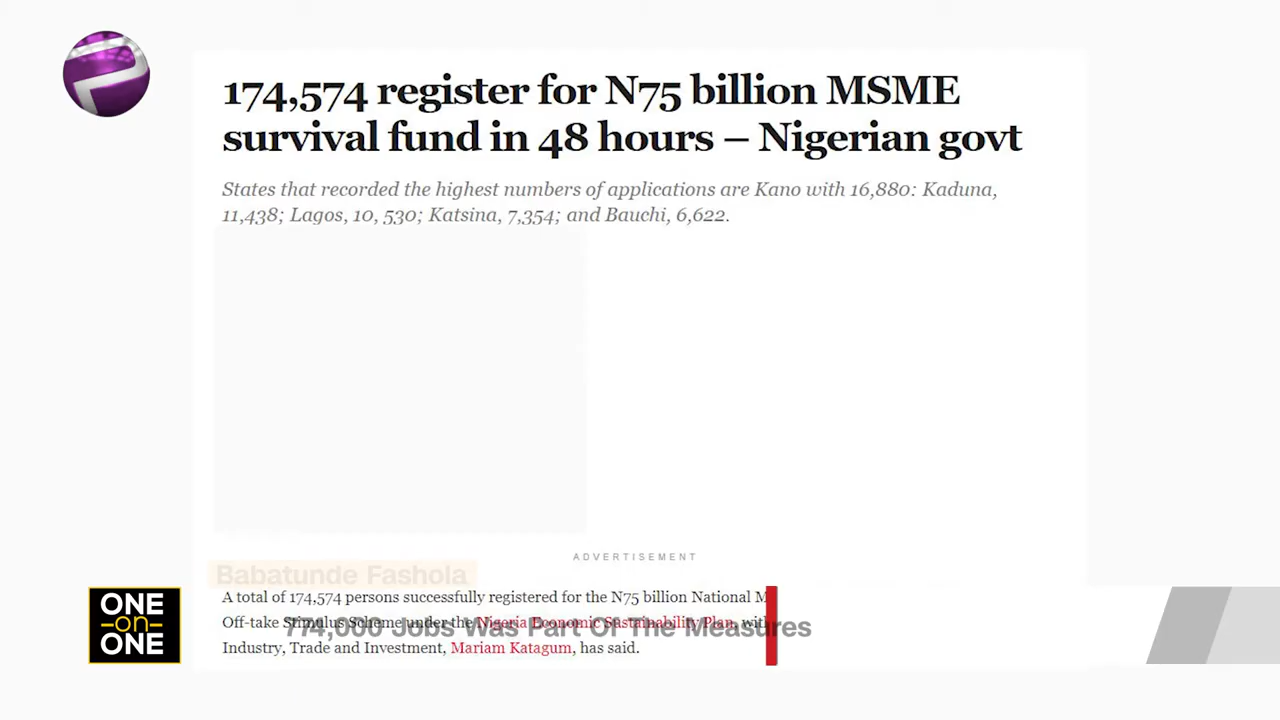 174,574 register for N75 billion MSME
survival fund in 48 hours – Nigerian govt
States that recorded the highest numbers of applications are Kano with 16,880: Kaduna,
11,438; Lagos, 10, 530; Katsina, 7,354; and Bauchi, 6,622.
ADVERTISEMENT
Babatunde Fashola
A total of 174,574 persons successfully registered for the N75 billion National M
Off-take Stimulus Scheme under the Nigeria Economic Sustainability Plan, with
774,000 Jobs Was Part Of The Measures
Industry, Trade and Investment, Mariam Katagum, has said.
ONE
on
ONE